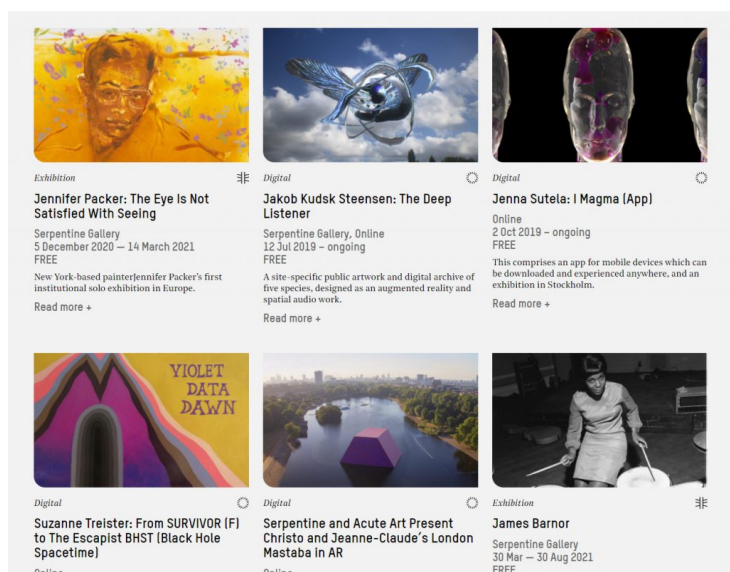 Exhibition
Jennifer Packer: The Eye Is Not
Satisfied With Seeing
Serpentine Gallery
5 December 2020 — 14 March 2021
FREE
New York-based painterJennifer Packer's first
institutional solo exhibition in Europe.
Read more +
Digital
Jakob Kudsk Steensen: The Deep
Listener
Serpentine Gallery, Online
12 Jul 2019 – ongoing
FREE
A site-specific public artwork and digital archive of
five species, designed as an augmented reality and
spatial audio work.
Read more +
Digital
Jenna Sutela: I Magma (App)
Online
2 Oct 2019 – ongoing
FREE
This comprises an app for mobile devices which can
be downloaded and experienced anywhere, and an
exhibition in Stockholm.
Read more +
VIOLET
DATA
DAWN
Digital
Suzanne Treister: From SURVIVOR (F)
to The Escapist BHST (Black Hole
Spacetime)
Online
Digital
Serpentine and Acute Art Present
Christo and Jeanne-Claude's London
Mastaba in AR
Online
Exhibition
James Barnor
Serpentine Gallery
30 Mar — 30 Aug 2021
FREE